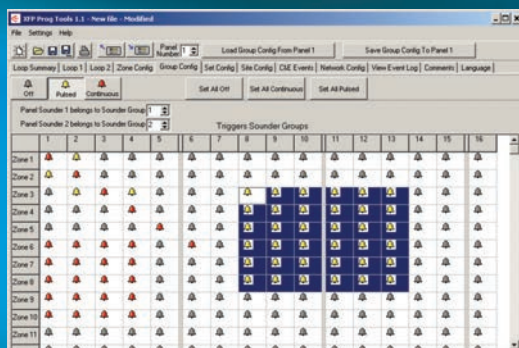 XFP Prog Tools 1.1 - New file - Modified
File Settings Help
Panel Number 1 Load Group Config From Panel 1 Save Group Config To Panel 1
Loop Summary Loop 1 Loop 2 Zone Config Group Config Set Config Site Config C&E Events Network Config View Event Log Comments Language
Off Pulsed Continuous Set All Off Set All Continuous Set All Pulsed
Panel Sounder 1 belongs to Sounder Group 1
Panel Sounder 2 belongs to Sounder Group 2 Triggers Sounder Groups
1 2 3 4 5 6 7 8 9 10 11 12 13 14 15 16
Zone 1
Zone 2
Zone 3
Zone 4
Zone 5
Zone 6
Zone 7
Zone 8
Zone 9
Zone 10
Zone 11